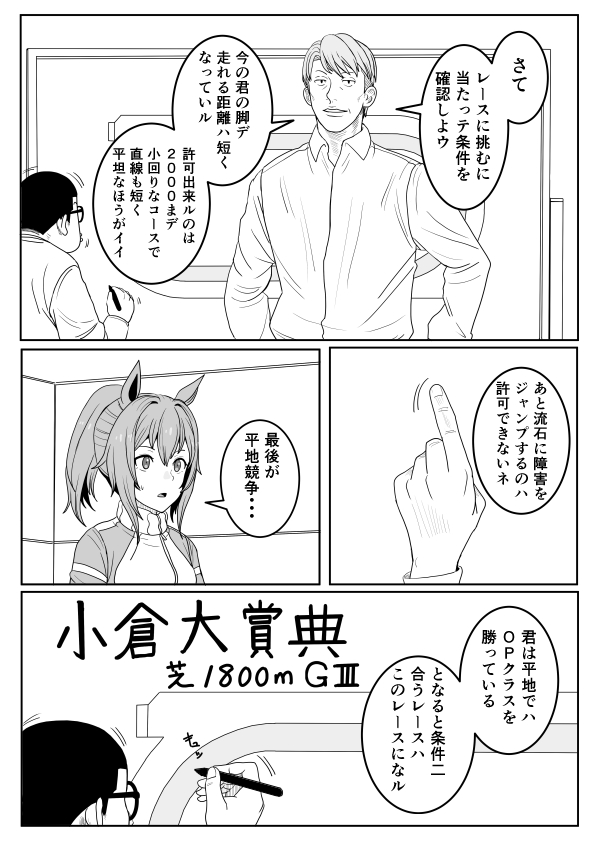 さて
レースに挑むに
当たっテ条件を
確認しよウ
今の君の脚デ
走れる距離ハ短く
なっていル
許可出来ルのは
２０００まデ
小回りなコースで
直線も短く
平坦なほうがイイ
あと流石に障害を
ジャンプするのハ
許可できないネ
最後が
平地競争・・・
君は平地でハ
ＯＰクラスを
勝っている
となると条件ニ
合うレースハ
このレースになル
小倉大賞典
芝1800m GⅢ